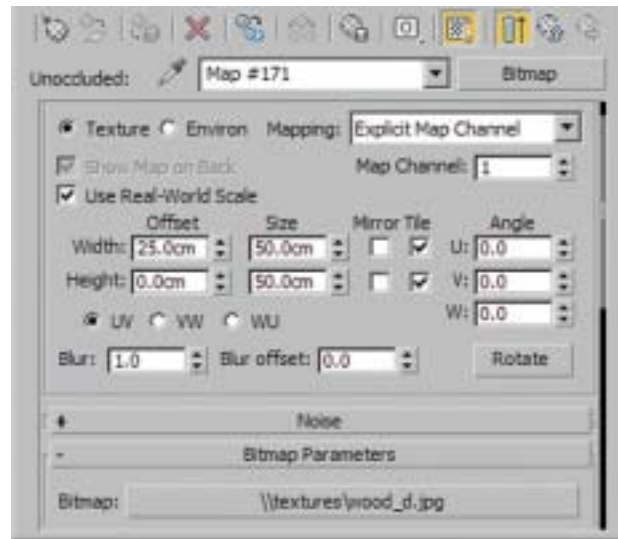 Unoccluded: Map #171 Bitmap
Texture Environ Mapping: Explicit Map Channel
Show Map on Back Map Channel: 1
Use Real-World Scale
Offset Size Mirror Tile Angle
Width: 25.0cm 50.0cm U: 0.0
Height: 0.0cm 50.0cm V: 0.0
UV VW WU W: 0.0
Blur: 1.0 Blur offset: 0.0 Rotate
+ Noise
- Bitmap Parameters
Bitmap: \\textures\wood_d.jpg